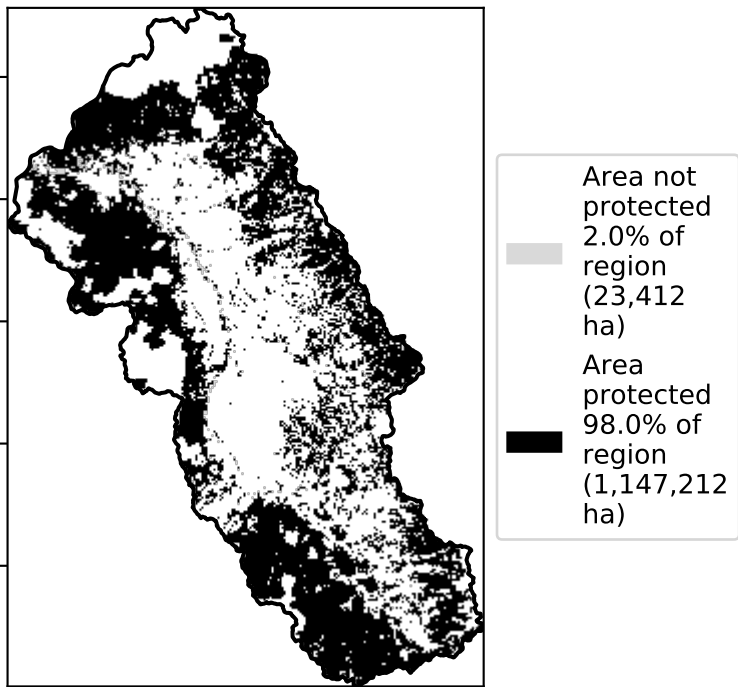 Area not
protected
2.0% of
region
(23,412
ha)
Area
protected
98.0% of
region
(1,147,212
ha)